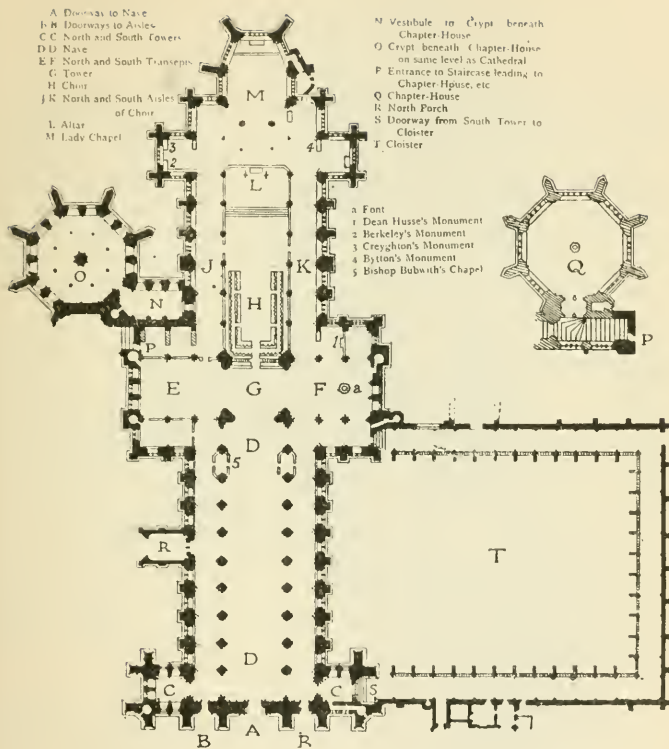 A Doorway to Nave
B B Doorways to Aisles
C C North and South Towers
D D Nave
E F North and South Transepts
G Tower
H Choir
J K North and South Aisles
of Choir
L Altar
M Lady Chapel
N Vestibule to Crypt beneath
Chapter-House
O Crypt beneath Chapter-House
on same level as Cathedral
P Entrance to Staircase leading to
Chapter-House, etc
Q Chapter-House
R North Porch
S Doorway from South Tower to
Cloister
T Cloister
a Font
1 Dean Husse's Monument
2 Berkeley's Monument
3 Creyghton's Monument
4 Bytton's Monument
5 Bishop Bubwith's Chapel
M
3
4
2
L
O
J
K
Q
N
H
P
1
P
E
G
F
a
D
5
R
T
D
C
C
S
B
A
B